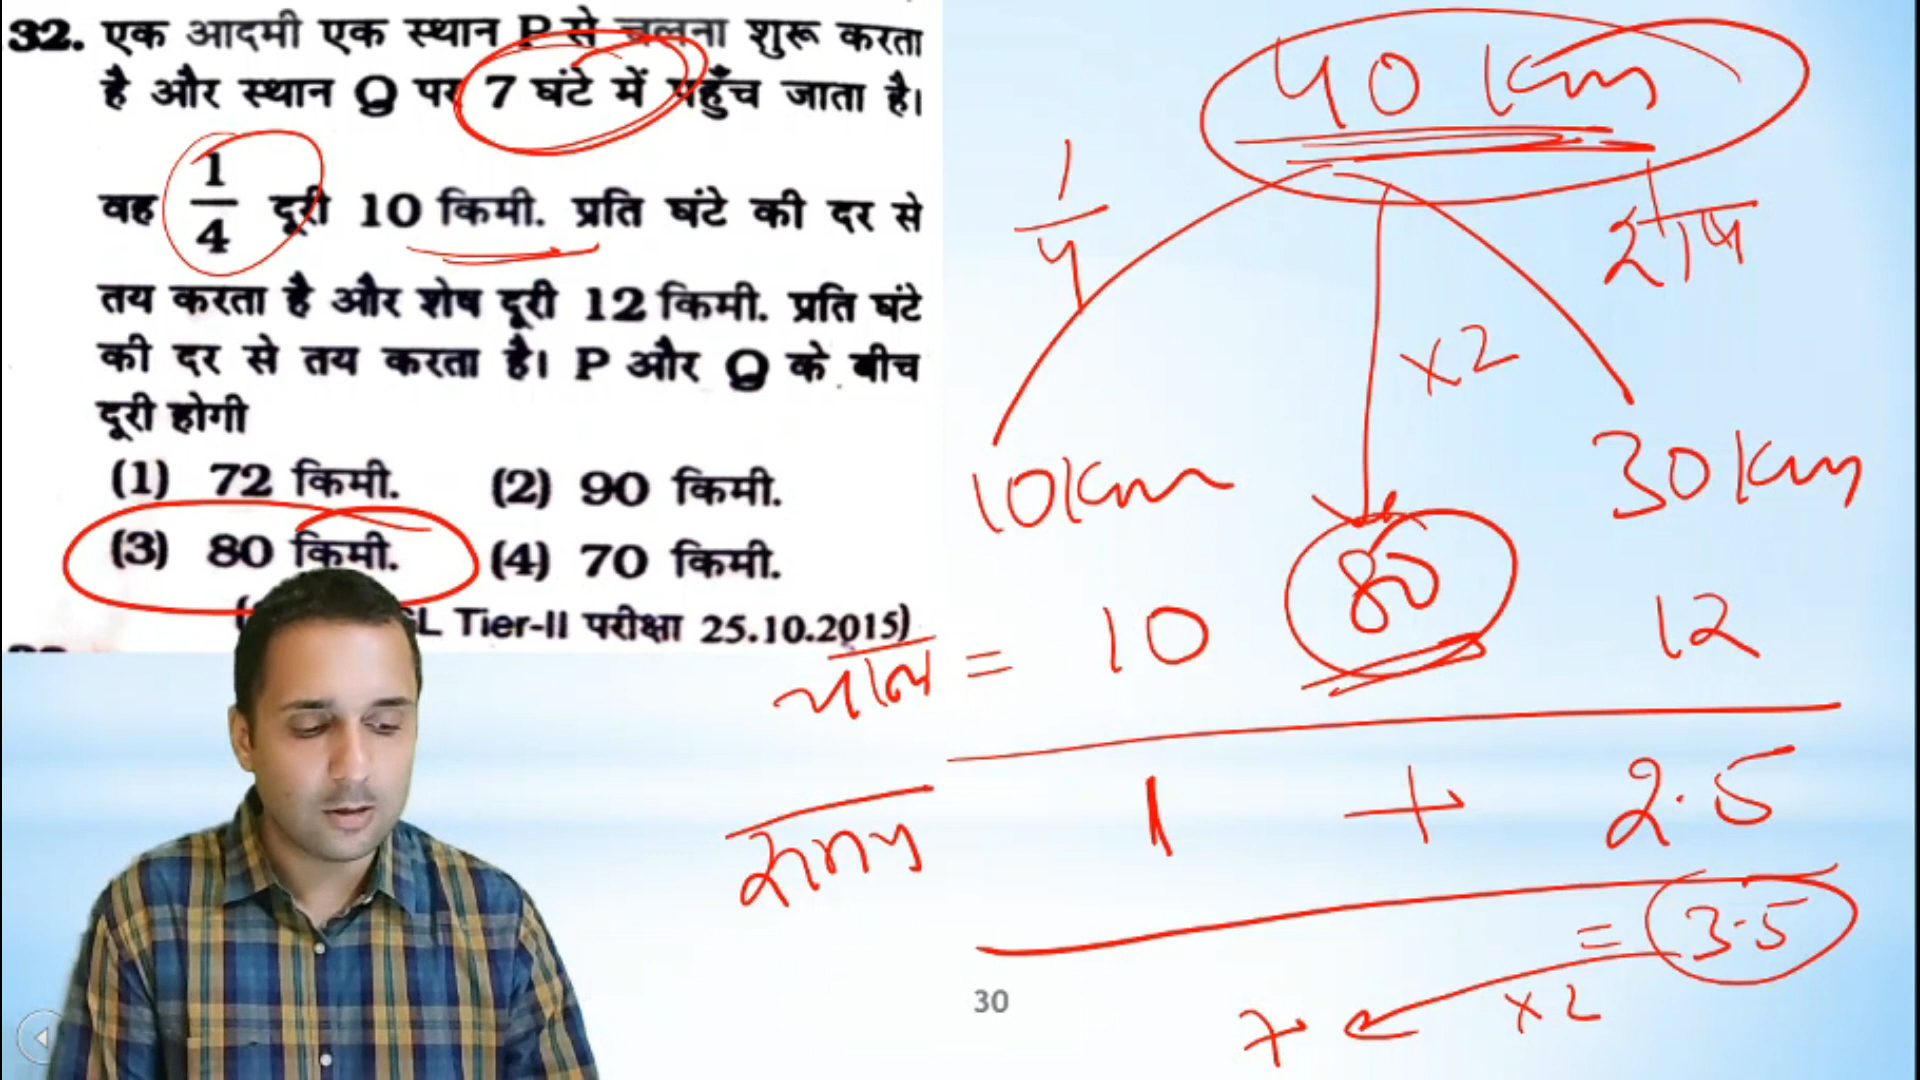 32. एक आदमी एक स्थान P से चलना शुरू करता
है और स्थान Q पर 7 घंटे में पहुँच जाता है।
वह 1/4 दूरी 10 किमी. प्रति घंटे की दर से
तय करता है और शेष दूरी 12 किमी. प्रति घंटे
की दर से तय करता है। P और Q के बीच
दूरी होगी
(1) 72 किमी. (2) 90 किमी.
(3) 80 किमी. (4) 70 किमी.
L Tier-II परीक्षा 25.10.2015)
40 Km
1/4
शेष
×2
10Km
30Km
80
चाल = 10 12
समय 1 + 2.5
= 3.5
×2
7
30